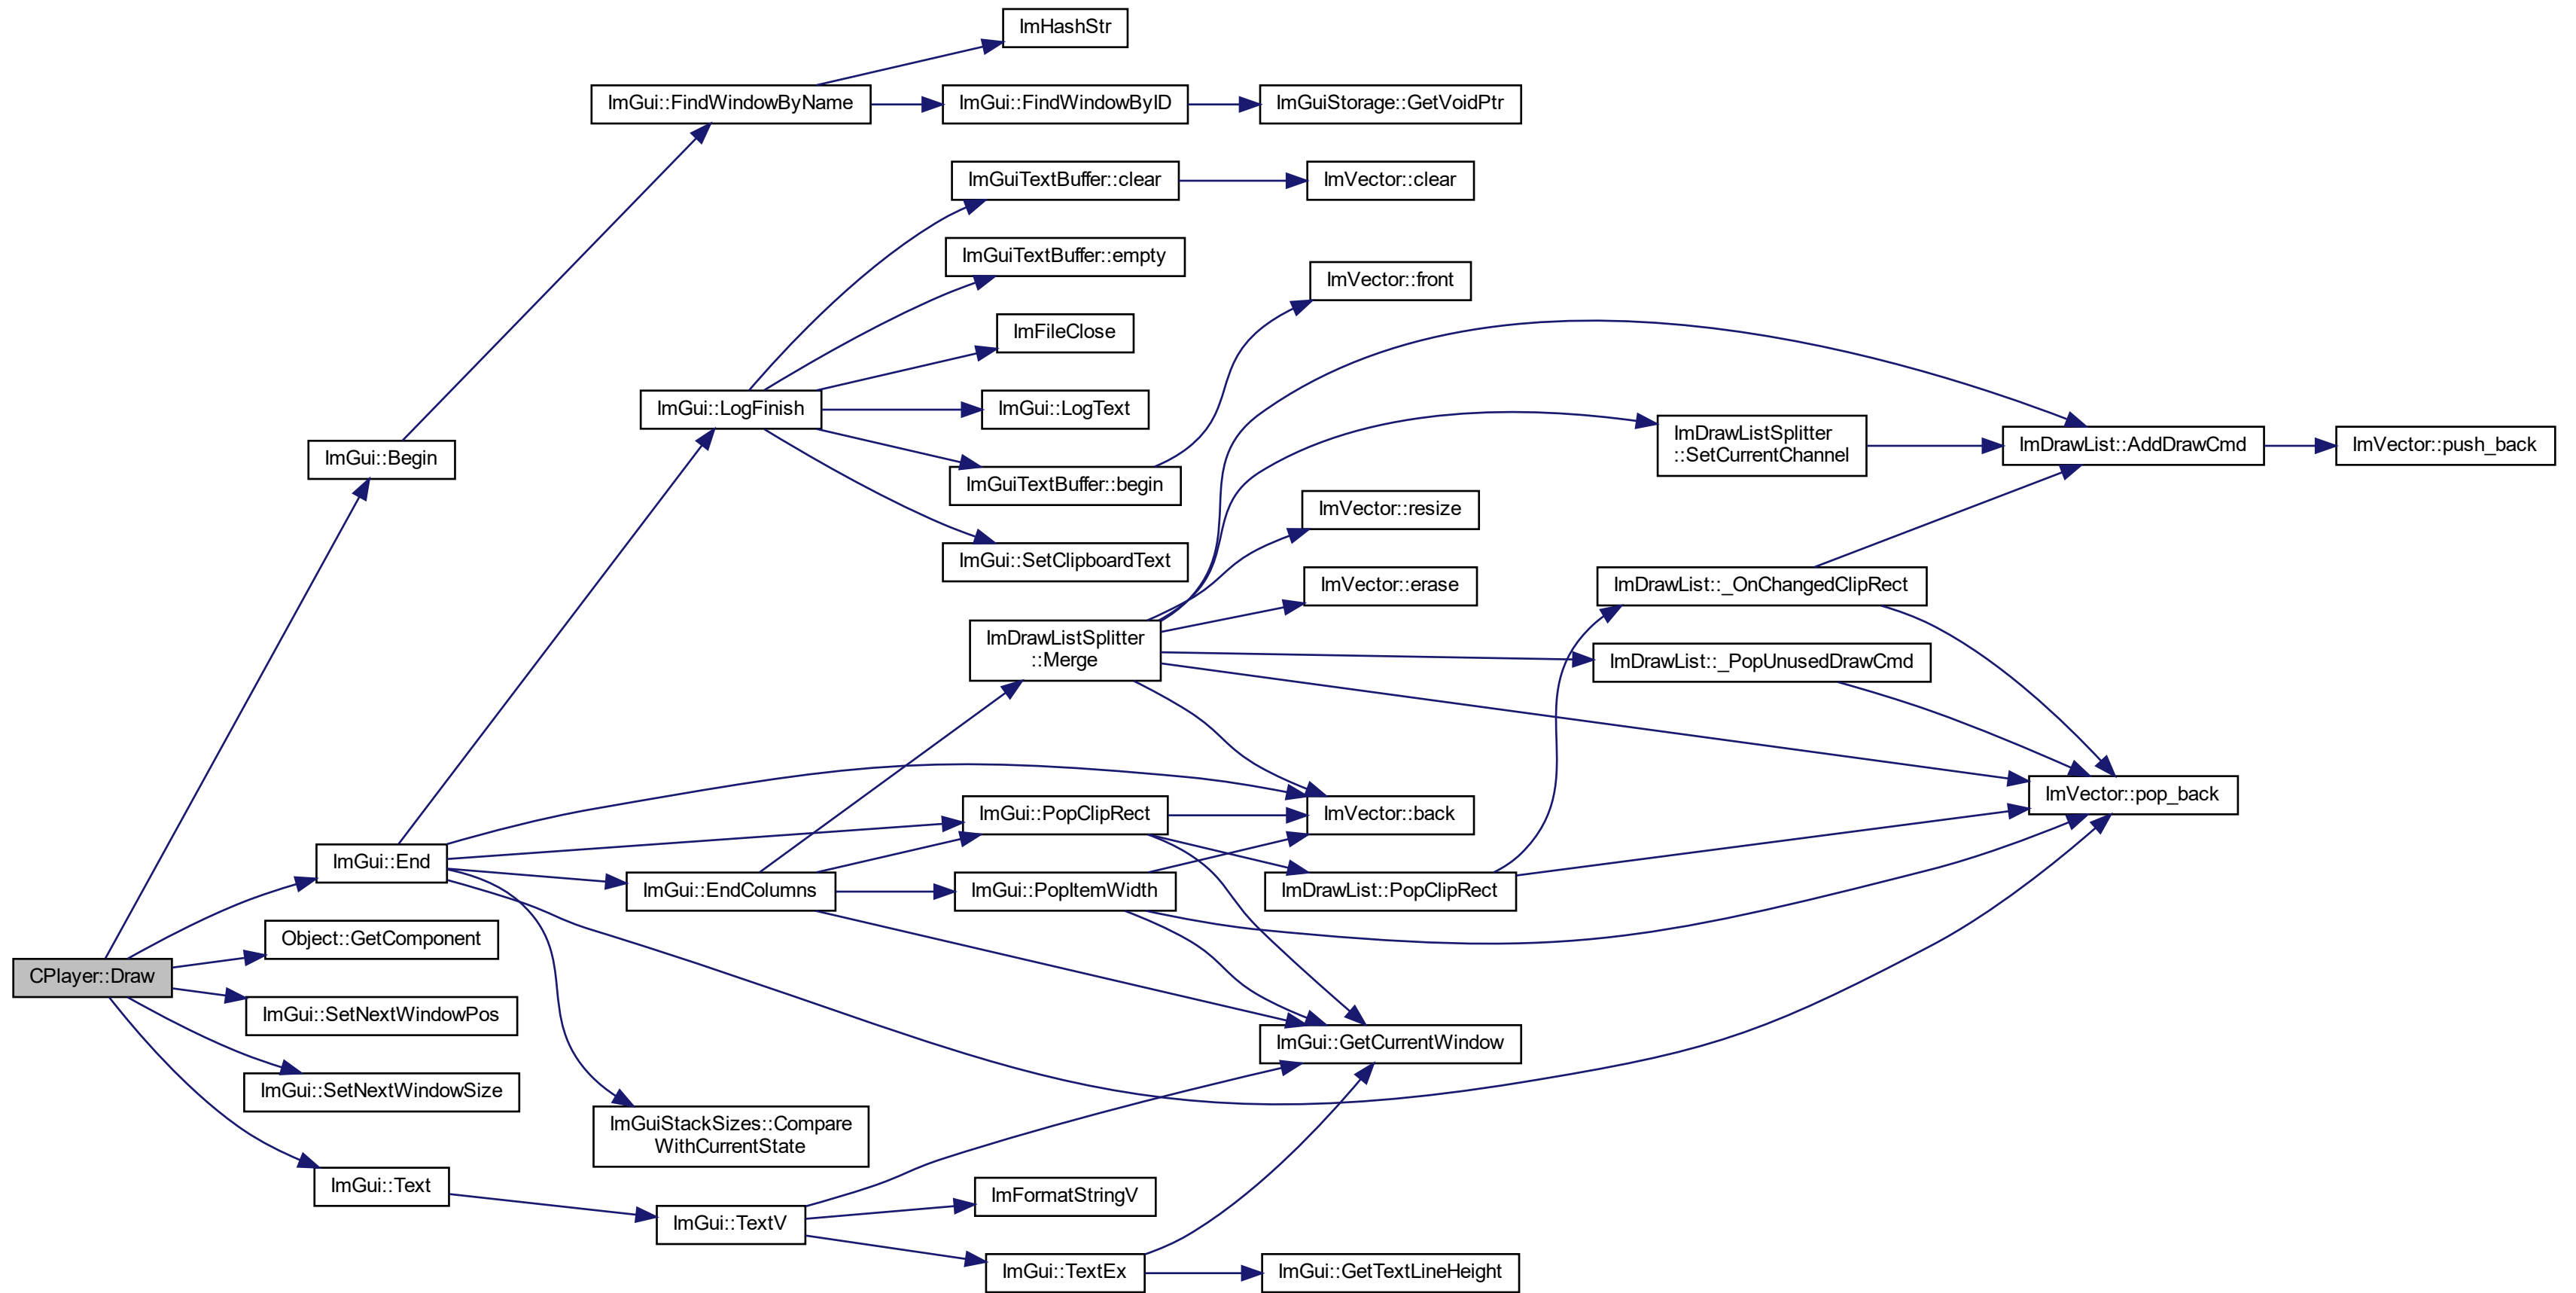 ImHashStr
ImGui::FindWindowByName
ImGui::FindWindowByID
ImGuiStorage::GetVoidPtr
ImGuiTextBuffer::clear
ImVector::clear
ImGuiTextBuffer::empty
ImVector::front
ImFileClose
ImGui::LogFinish
ImGui::LogText
ImDrawListSplitter
::SetCurrentChannel
ImDrawList::AddDrawCmd
ImVector::push_back
ImGui::Begin
ImGuiTextBuffer::begin
ImVector::resize
ImGui::SetClipboardText
ImVector::erase
ImDrawList::_OnChangedClipRect
ImDrawListSplitter
::Merge
ImDrawList::_PopUnusedDrawCmd
ImVector::pop_back
ImGui::PopClipRect
ImVector::back
ImGui::End
ImGui::EndColumns
ImGui::PopItemWidth
ImDrawList::PopClipRect
Object::GetComponent
CPlayer::Draw
ImGui::SetNextWindowPos
ImGui::GetCurrentWindow
ImGui::SetNextWindowSize
ImGuiStackSizes::Compare
WithCurrentState
ImGui::Text
ImFormatStringV
ImGui::TextV
ImGui::TextEx
ImGui::GetTextLineHeight